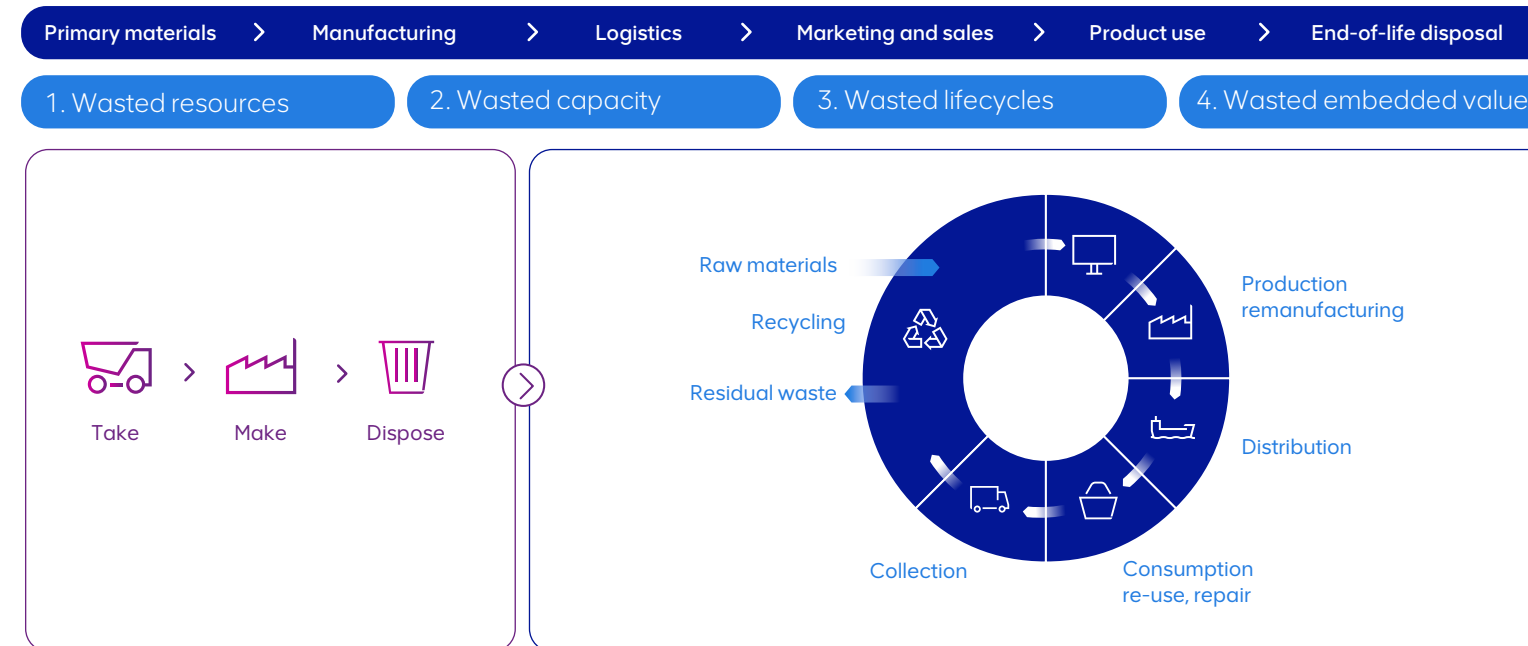 Primary materials
Manufacturing
Logistics
Marketing and sales
Product use
End-of-life disposal
1. Wasted resources
2. Wasted capacity
3. Wasted lifecycles
4. Wasted embedded value
Take
Make
Dispose
Raw materials
Recycling
Residual waste
Production
remanufacturing
Distribution
Consumption
re-use, repair
Collection